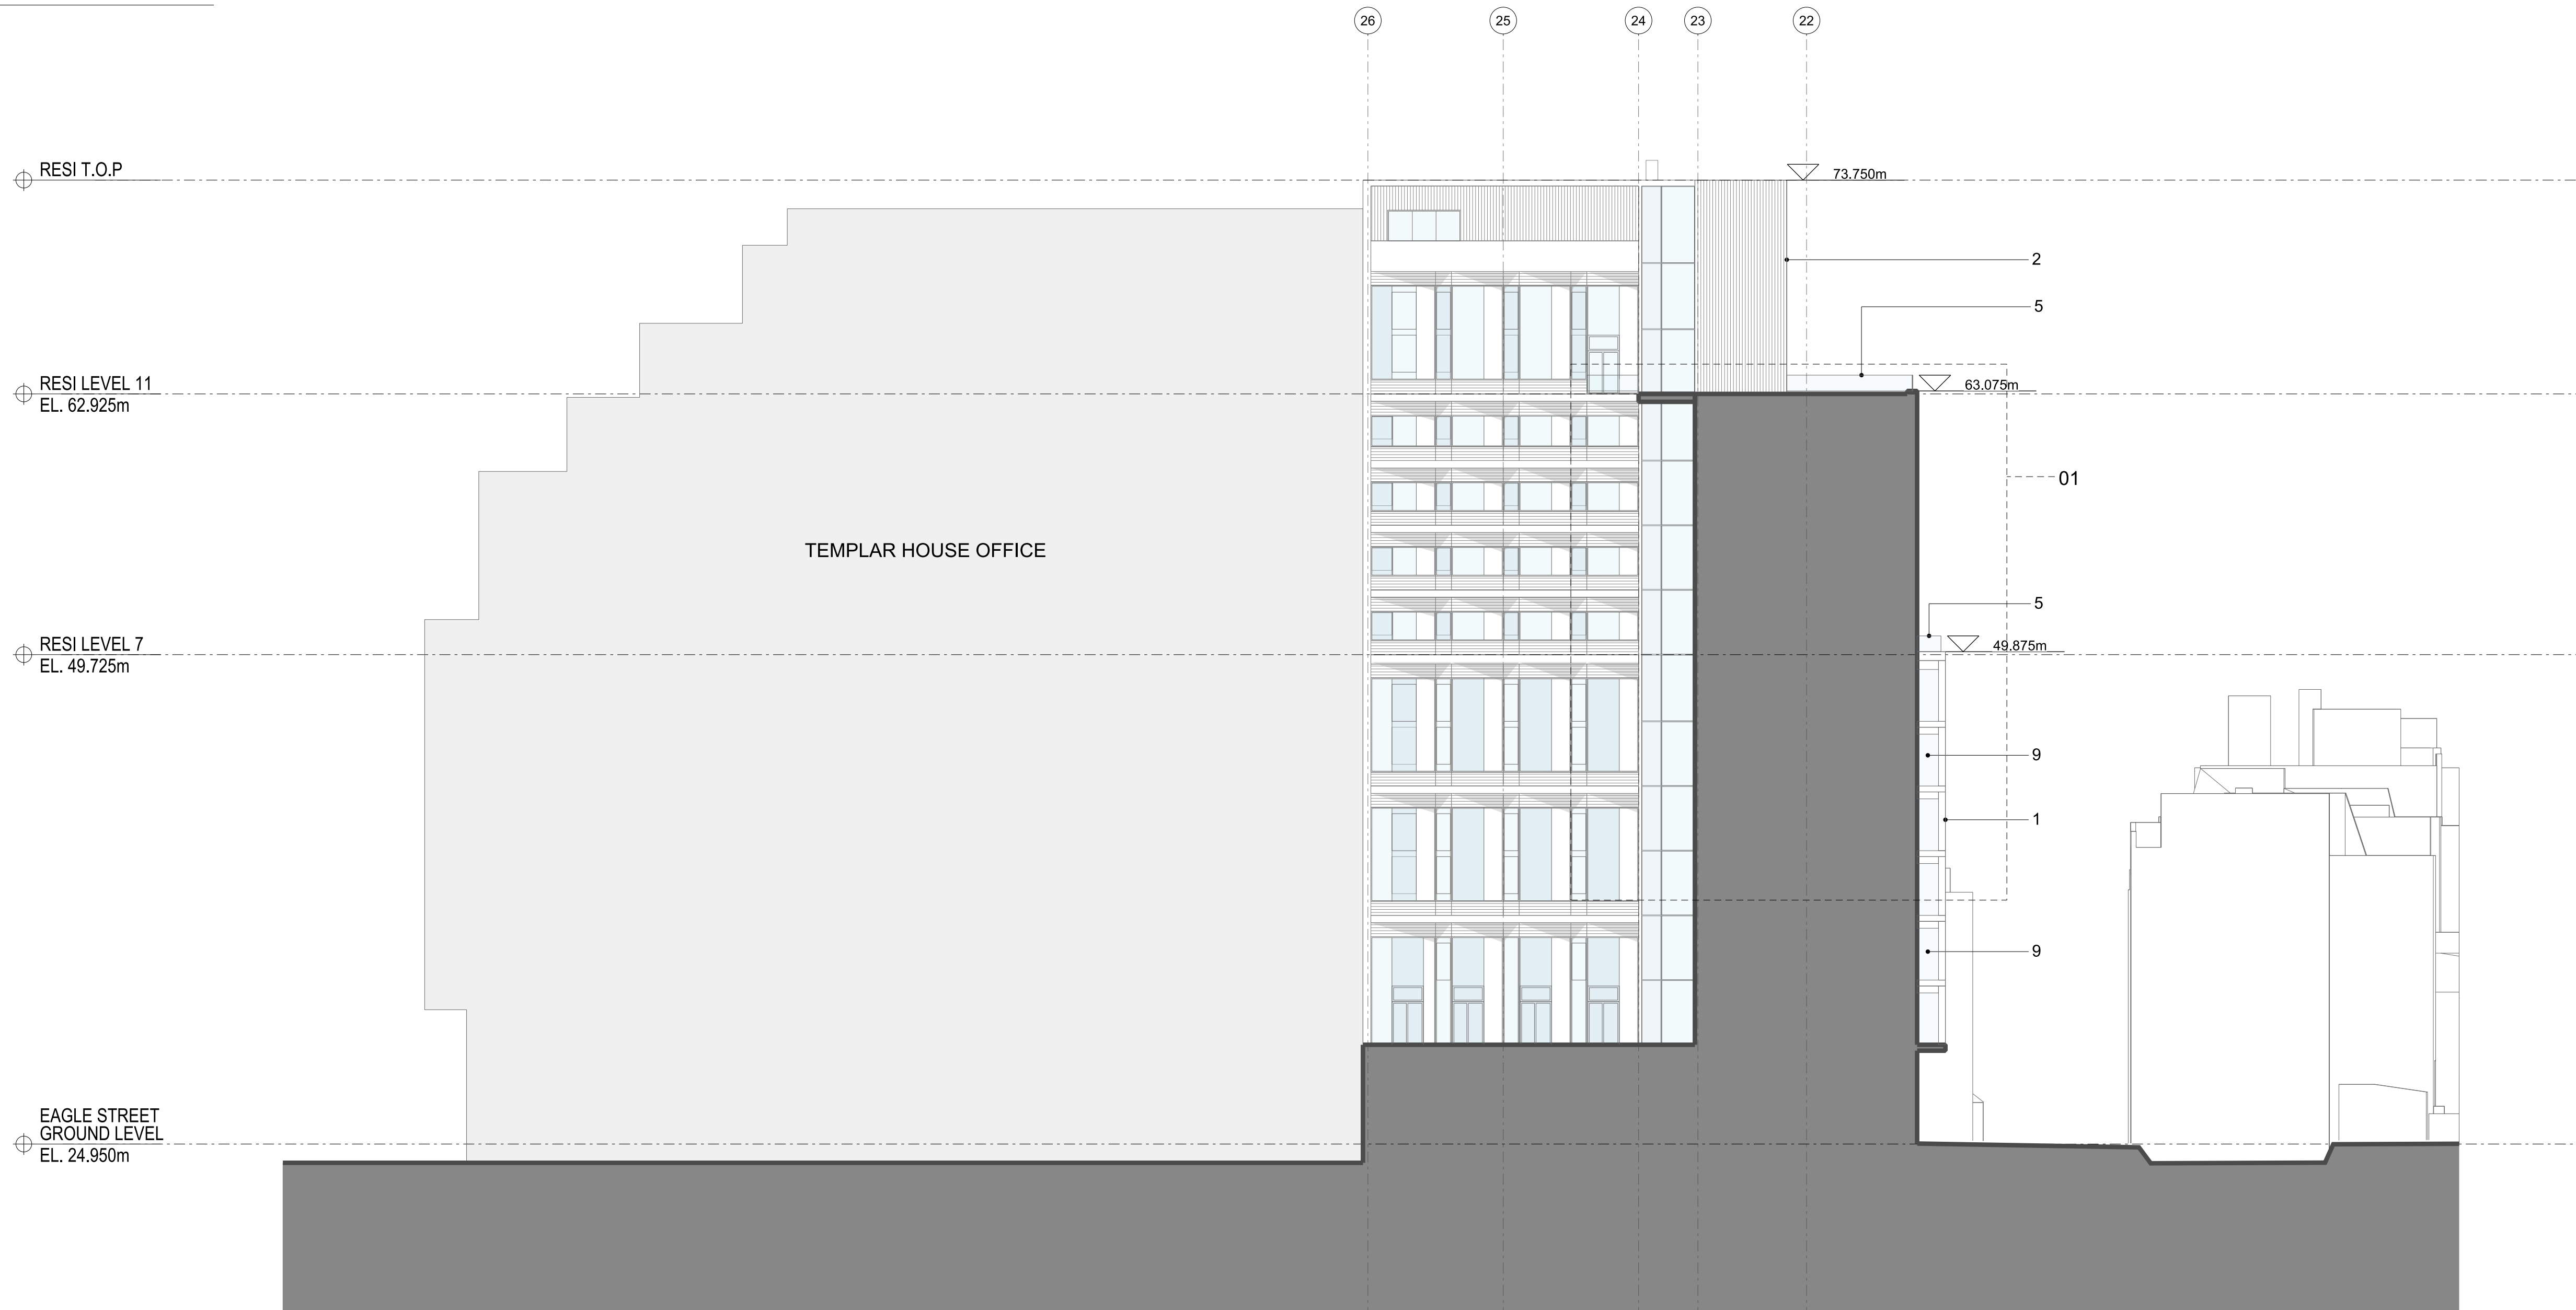 26
25
24
23
22
RESI T.O.P
73.750m
2
5
RESI LEVEL 11
EL. 62.925m
63.075m
01
TEMPLAR HOUSE OFFICE
5
RESI LEVEL 7
EL. 49.725m
49.875m
9
1
9
EAGLE STREET
GROUND LEVEL
EL. 24.950m